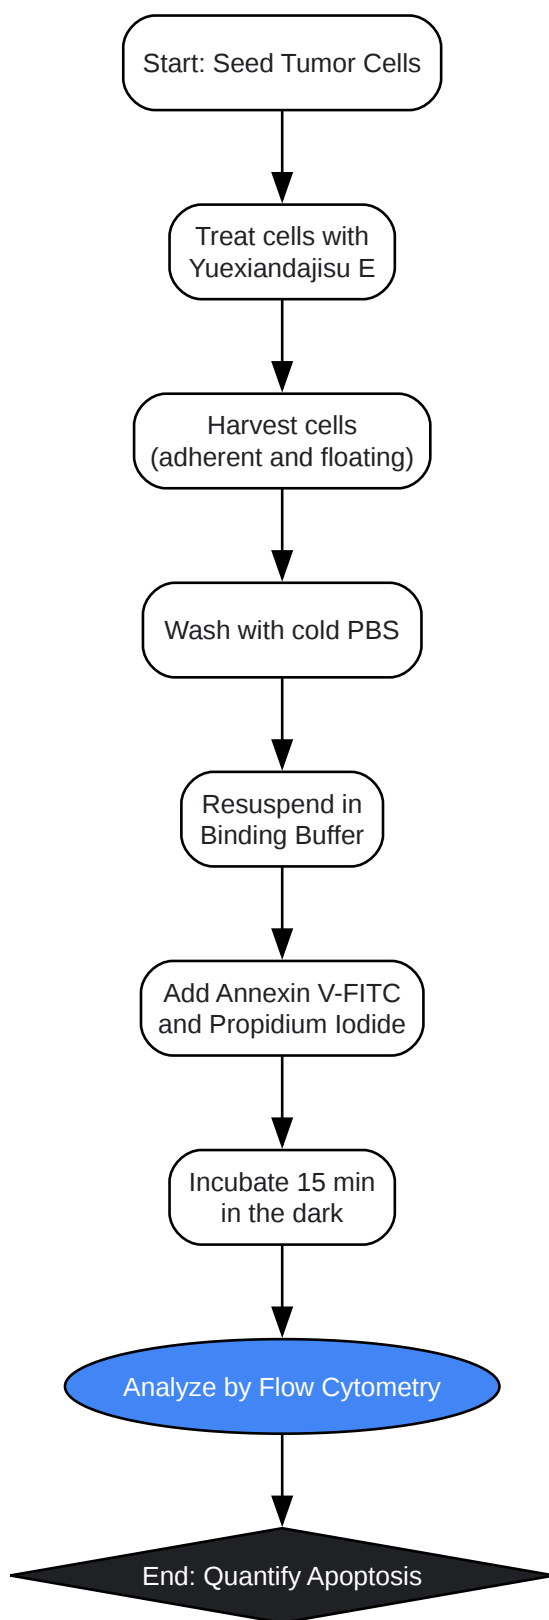 Start: Seed Tumor Cells
Treat cells with
Yuexiandajisu E
Harvest cells
(adherent and floating)
Wash with cold PBS
Resuspend in
Binding Buffer
Add Annexin V-FITC
and Propidium Iodide
Incubate 15 min
in the dark
Analyze by Flow Cytometry
End: Quantify Apoptosis